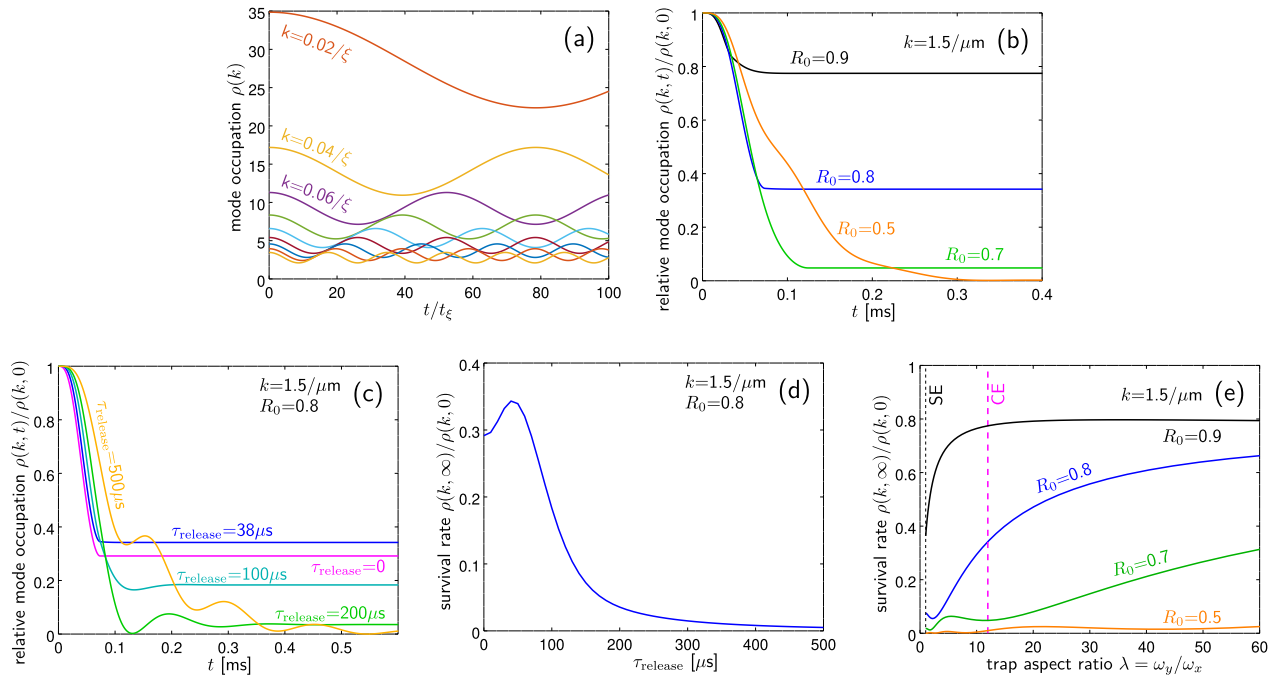 (a)
mode occupation ρ(k)
35
30
25
20
15
10
5
0
k=0.02/ξ
k=0.04/ξ
k=0.06/ξ
0 20 40 60 80 100
t/tξ
(b)
relative mode occupation ρ(k,t)/ρ(k,0)
1
0.8
0.6
0.4
0.2
0
k=1.5/μm
R₀=0.9
R₀=0.8
R₀=0.5
R₀=0.7
0 0.1 0.2 0.3 0.4
t [ms]
(c)
relative mode occupation ρ(k,t)/ρ(k,0)
1
0.8
0.6
0.4
0.2
0
k=1.5/μm
R₀=0.8
τrelease=500μs
τrelease=38μs
τrelease=0
τrelease=100μs
τrelease=200μs
0 0.1 0.2 0.3 0.4 0.5
t [ms]
(d)
survival rate ρ(k,∞)/ρ(k,0)
0.4
0.3
0.2
0.1
0
k=1.5/μm
R₀=0.8
0 100 200 300 400 500
τrelease [μs]
(e)
survival rate ρ(k,∞)/ρ(k,0)
1
0.8
0.6
0.4
0.2
0
SE
CE
k=1.5/μm
R₀=0.9
R₀=0.8
R₀=0.7
R₀=0.5
0 10 20 30 40 50 60
trap aspect ratio λ = ωy/ωx